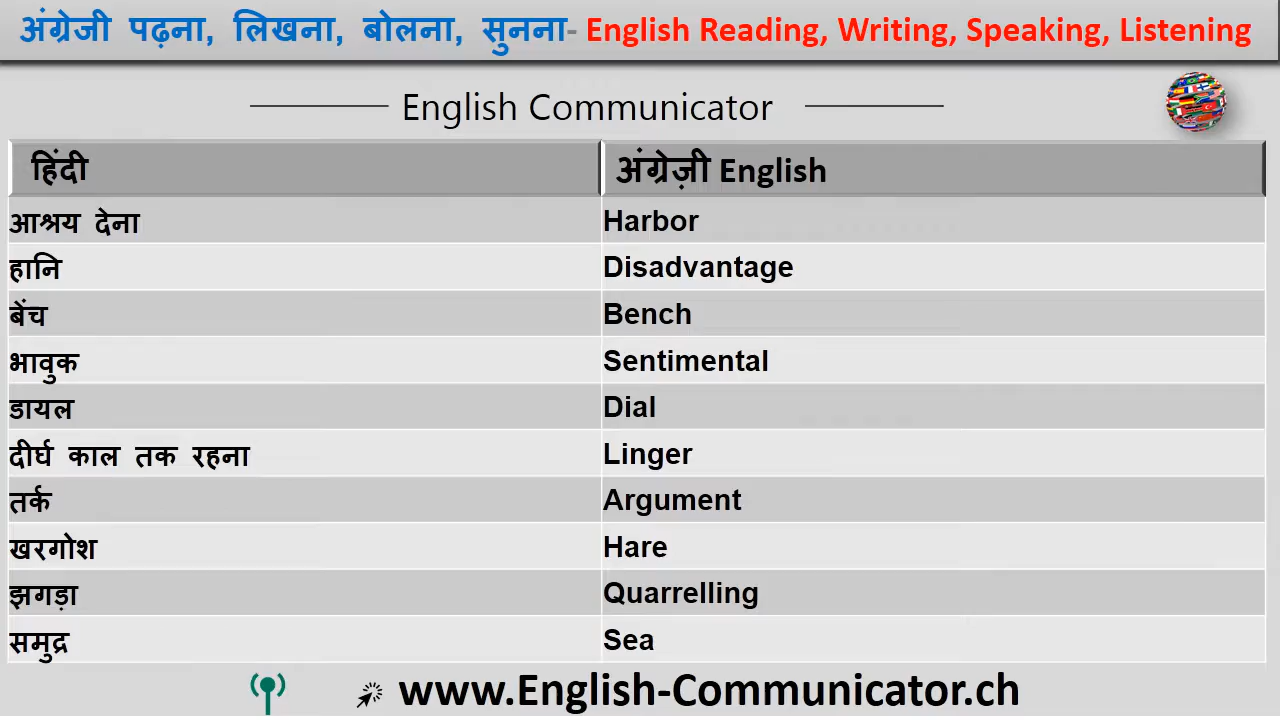 अंग्रेजी पढ़ना, लिखना, बोलना, सुनना- English Reading, Writing, Speaking, Listening
English Communicator
हिंदी अंग्रेज़ी English
आश्रय देना Harbor
हानि Disadvantage
बेंच Bench
भावुक Sentimental
डायल Dial
दीर्घ काल तक रहना Linger
तर्क Argument
खरगोश Hare
झगड़ा Quarrelling
समुद्र Sea
www.English-Communicator.ch